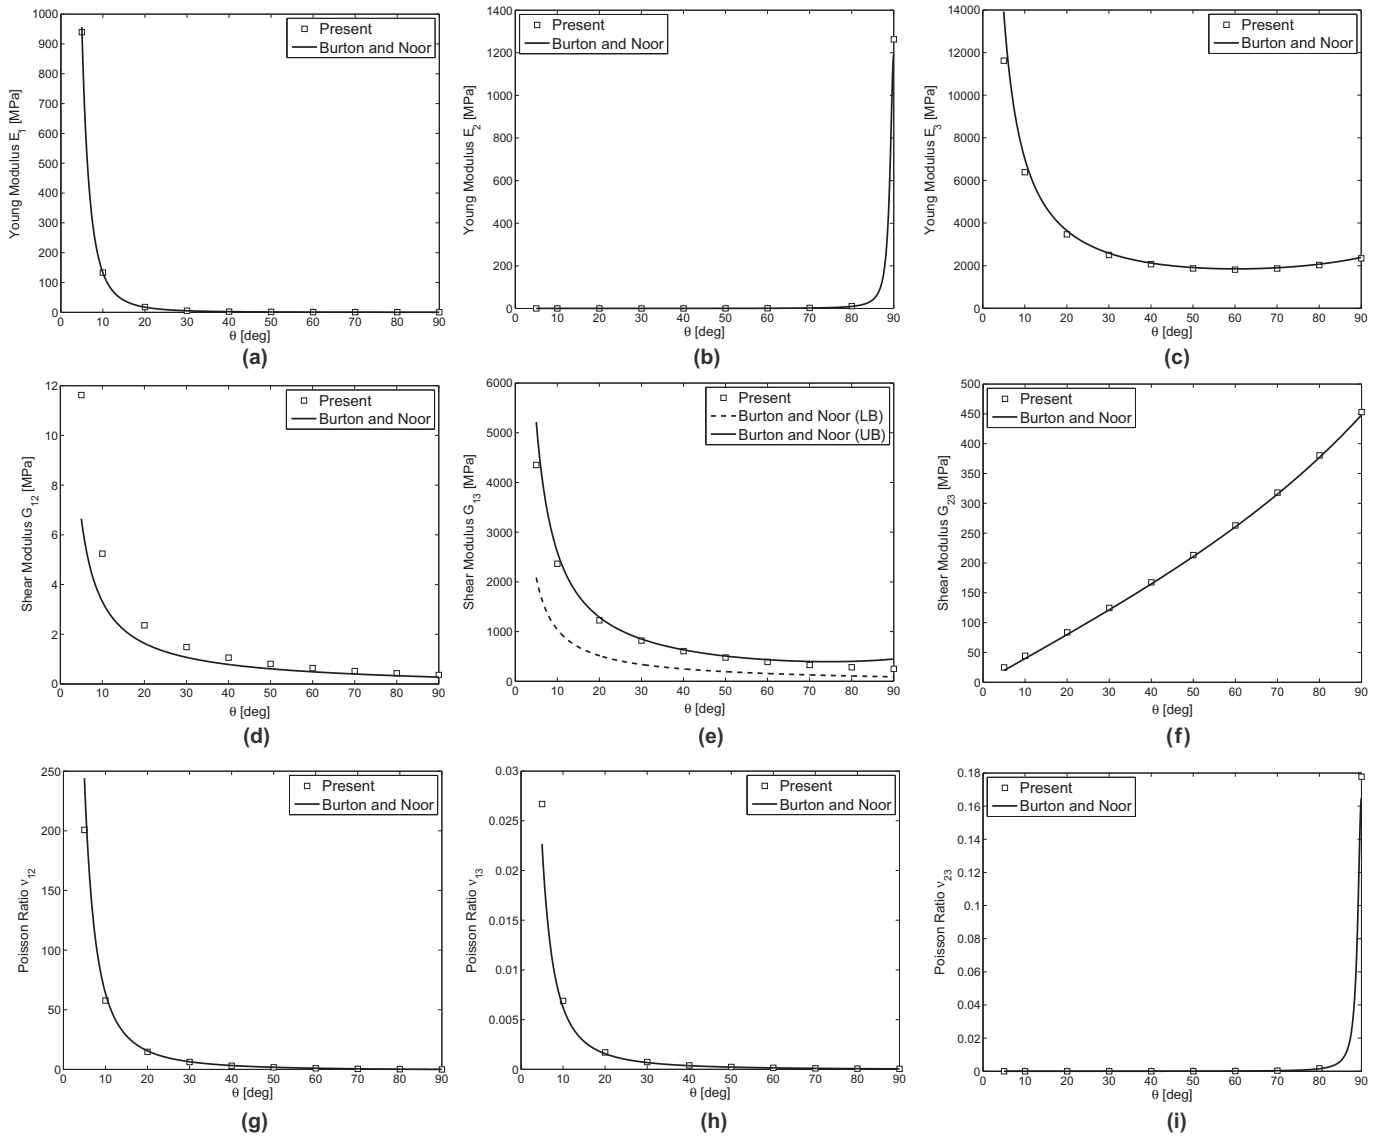 1000
900
800
700
600
500
400
300
200
100
0
Young Modulus E1 [MPa]
Present
Burton and Noor
0 10 20 30 40 50 60 70 80 90
θ [deg]
(a)
1400
1200
1000
800
600
400
200
0
Young Modulus E2 [MPa]
Present
Burton and Noor
0 10 20 30 40 50 60 70 80 90
θ [deg]
(b)
14000
12000
10000
8000
6000
4000
2000
0
Young Modulus E3 [MPa]
Present
Burton and Noor
0 10 20 30 40 50 60 70 80 90
θ [deg]
(c)
12
10
8
6
4
2
0
Shear Modulus G12 [MPa]
Present
Burton and Noor
0 10 20 30 40 50 60 70 80 90
θ [deg]
(d)
6000
5000
4000
3000
2000
1000
0
Shear Modulus G13 [MPa]
Present
Burton and Noor (LB)
Burton and Noor (UB)
0 10 20 30 40 50 60 70 80 90
θ [deg]
(e)
500
450
400
350
300
250
200
150
100
50
0
Shear Modulus G23 [MPa]
Present
Burton and Noor
0 10 20 30 40 50 60 70 80 90
θ [deg]
(f)
250
200
150
100
50
0
Poisson Ratio ν12
Present
Burton and Noor
0 10 20 30 40 50 60 70 80 90
θ [deg]
(g)
0.03
0.025
0.02
0.015
0.01
0.005
0
Poisson Ratio ν13
Present
Burton and Noor
0 10 20 30 40 50 60 70 80 90
θ [deg]
(h)
0.18
0.16
0.14
0.12
0.1
0.08
0.06
0.04
0.02
0
Poisson Ratio ν23
Present
Burton and Noor
0 10 20 30 40 50 60 70 80 90
θ [deg]
(i)